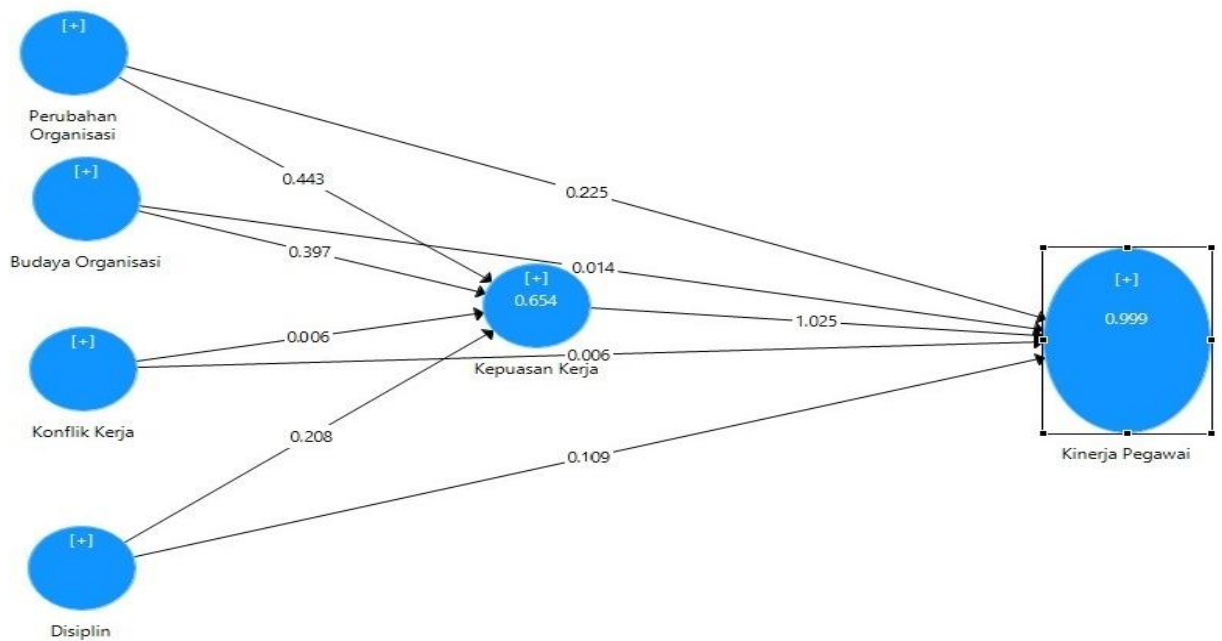 [+]
Perubahan
Organisasi
[+]
Budaya Organisasi
[+]
Konflik Kerja
[+]
Disiplin
0.443
0.397
0.006
0.208
[+]
0.654
Kepuasan Kerja
0.225
0.014
1.025
0.006
0.109
[+]
0.999
Kinerja Pegawai